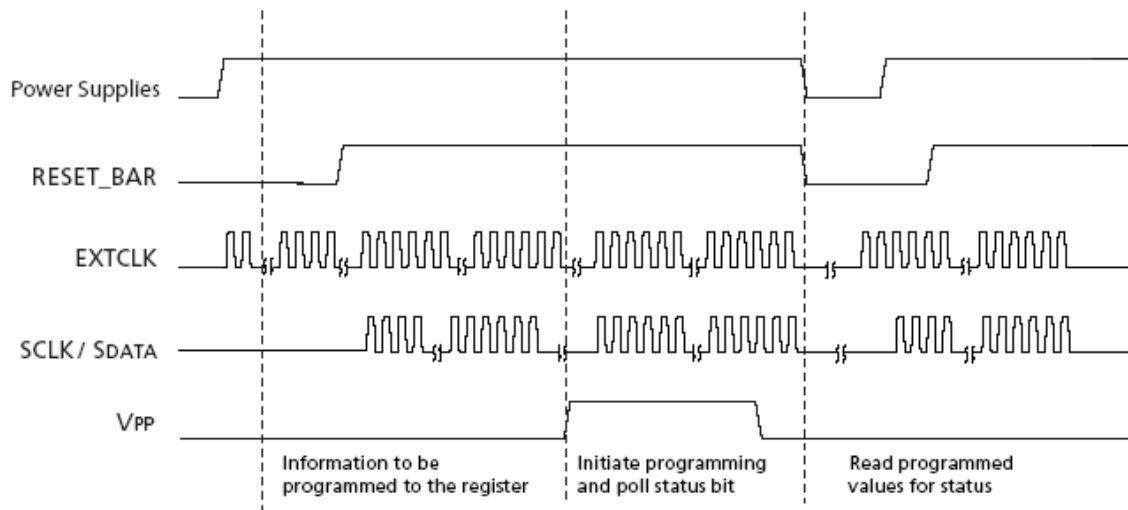 Power Supplies
RESET_BAR
EXTCLK
SCLK / SDATA
VPP
Information to be
programmed to the register
Initiate programming
and poll status bit
Read programmed
values for status